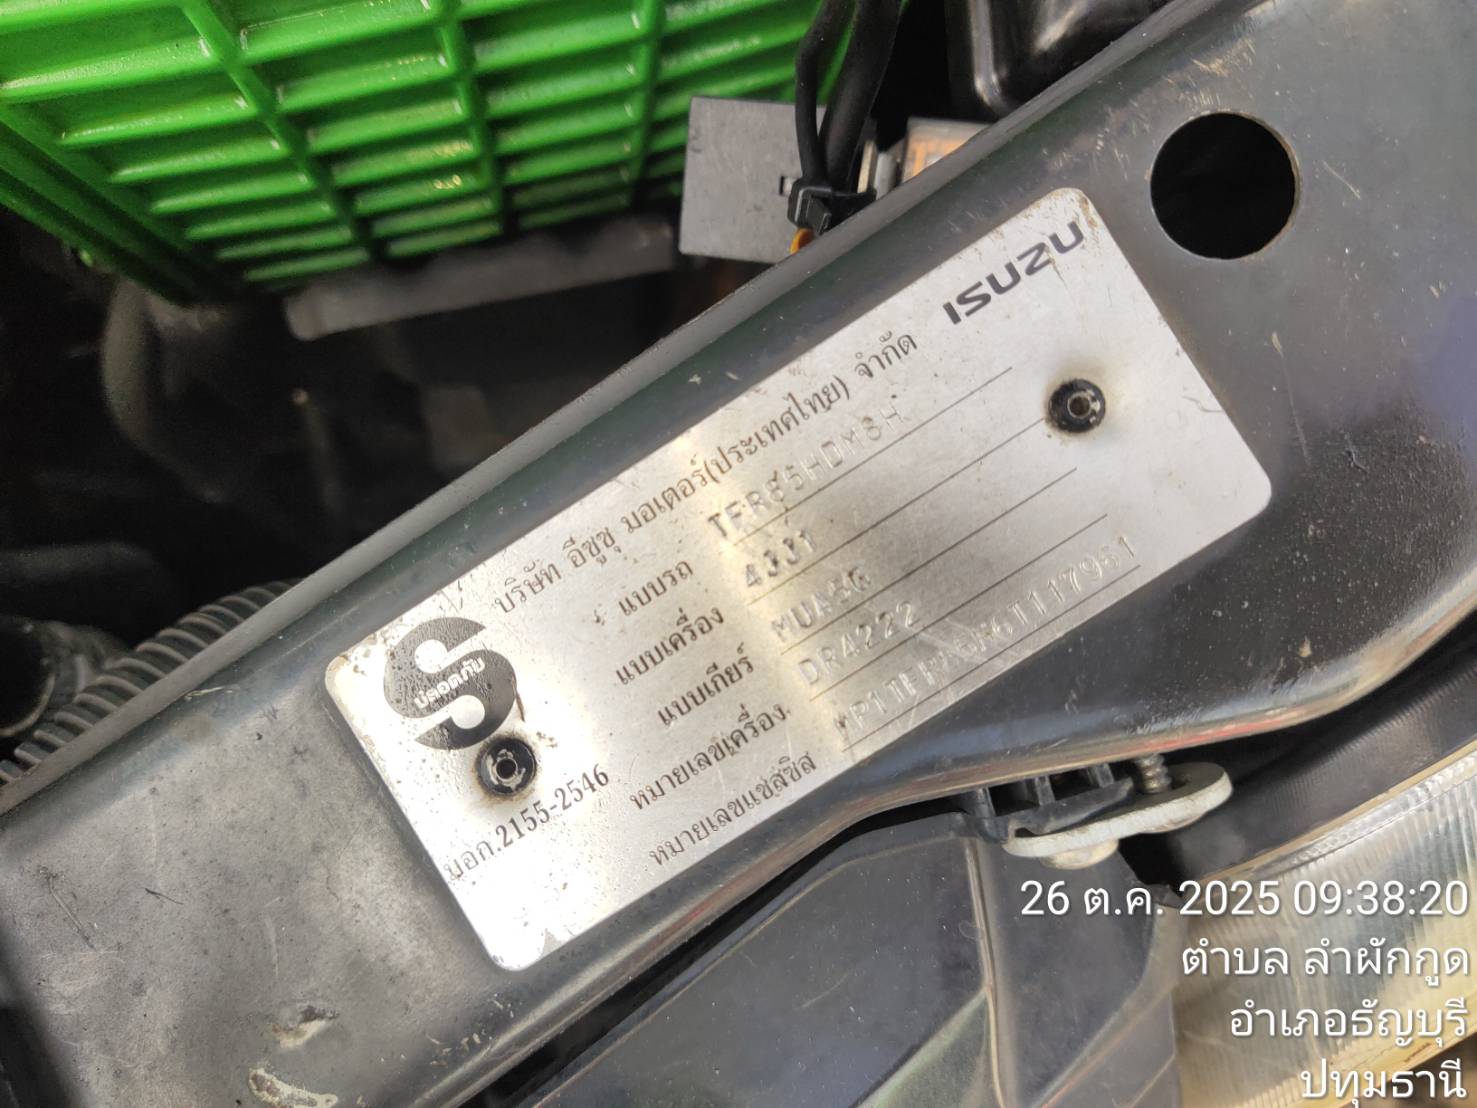 ISUZU
บริษัท อีซูซุ มอเตอร์(ประเทศไทย) จำกัด
แบบรถ TFR85HDM8H
แบบเครื่อง 4JJ1
แบบเกียร์ MUA5G
หมายเลขเครื่อง DR4222
หมายเลขแชสซิส
S
ปลอดภัย
มอก.2155-2546
26 ต.ค. 2025 09:38:20
ตำบล ลำผักกูด
อำเภอธัญบุรี
ปทุมธานี